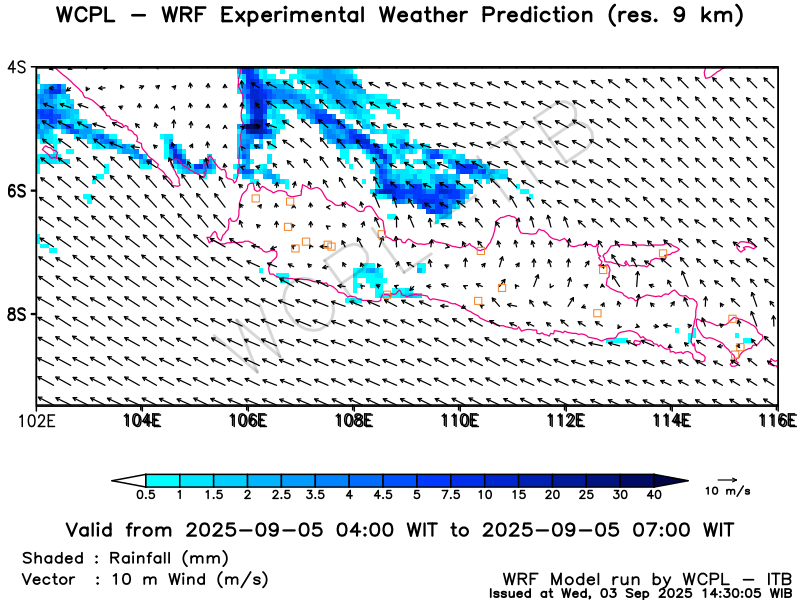 WCPL – WRF Experimental Weather Prediction (res. 9 km)
4S
6S
8S
102E 104E 106E 108E 110E 112E 114E 116E
WCPL ITB
0.5 1 1.5 2 2.5 3.5 4 4.5 5 7.5 10 15 20 25 30 40
10 m/s
Valid from 2025-09-05 04:00 WIT to 2025-09-05 07:00 WIT
Shaded : Rainfall (mm)
Vector : 10 m Wind (m/s)
WRF Model run by WCPL – ITB
Issued at Wed, 03 Sep 2025 14:30:05 WIB